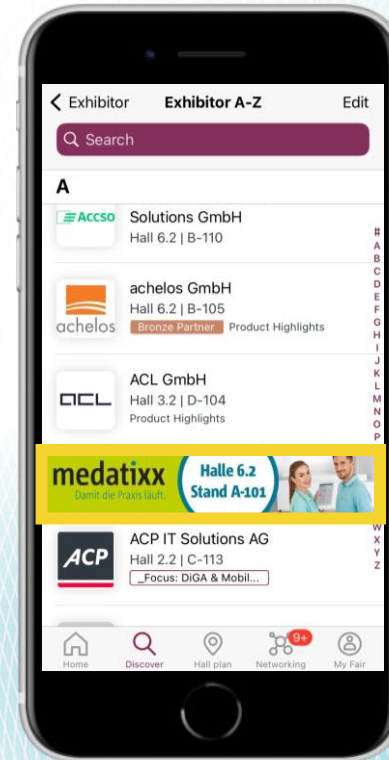 Exhibitor
Exhibitor A-Z
Edit
Search
A
Accso
Solutions GmbH
Hall 6.2 | B-110
achelos
achelos GmbH
Hall 6.2 | B-105
Bronze Partner Product Highlights
ACL
ACL GmbH
Hall 3.2 | D-104
Product Highlights
medatixx
Damit die Praxis läuft.
Halle 6.2
Stand A-101
ACP
ACP IT Solutions AG
Hall 2.2 | C-113
_Focus: DiGA & Mobil...
#
A
B
C
D
E
F
G
H
I
J
K
L
M
N
O
P
W
X
Y
Z
9+
Home
Discover
Hall plan
Networking
My Fair